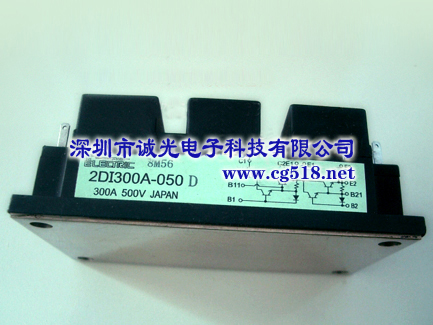 深圳市诚光电子科技有限公司
ELECTRIC 8M56
2DI300A-050 D
300A 500V JAPAN
www.cg518.net
B11
B1
E2
B21
B2